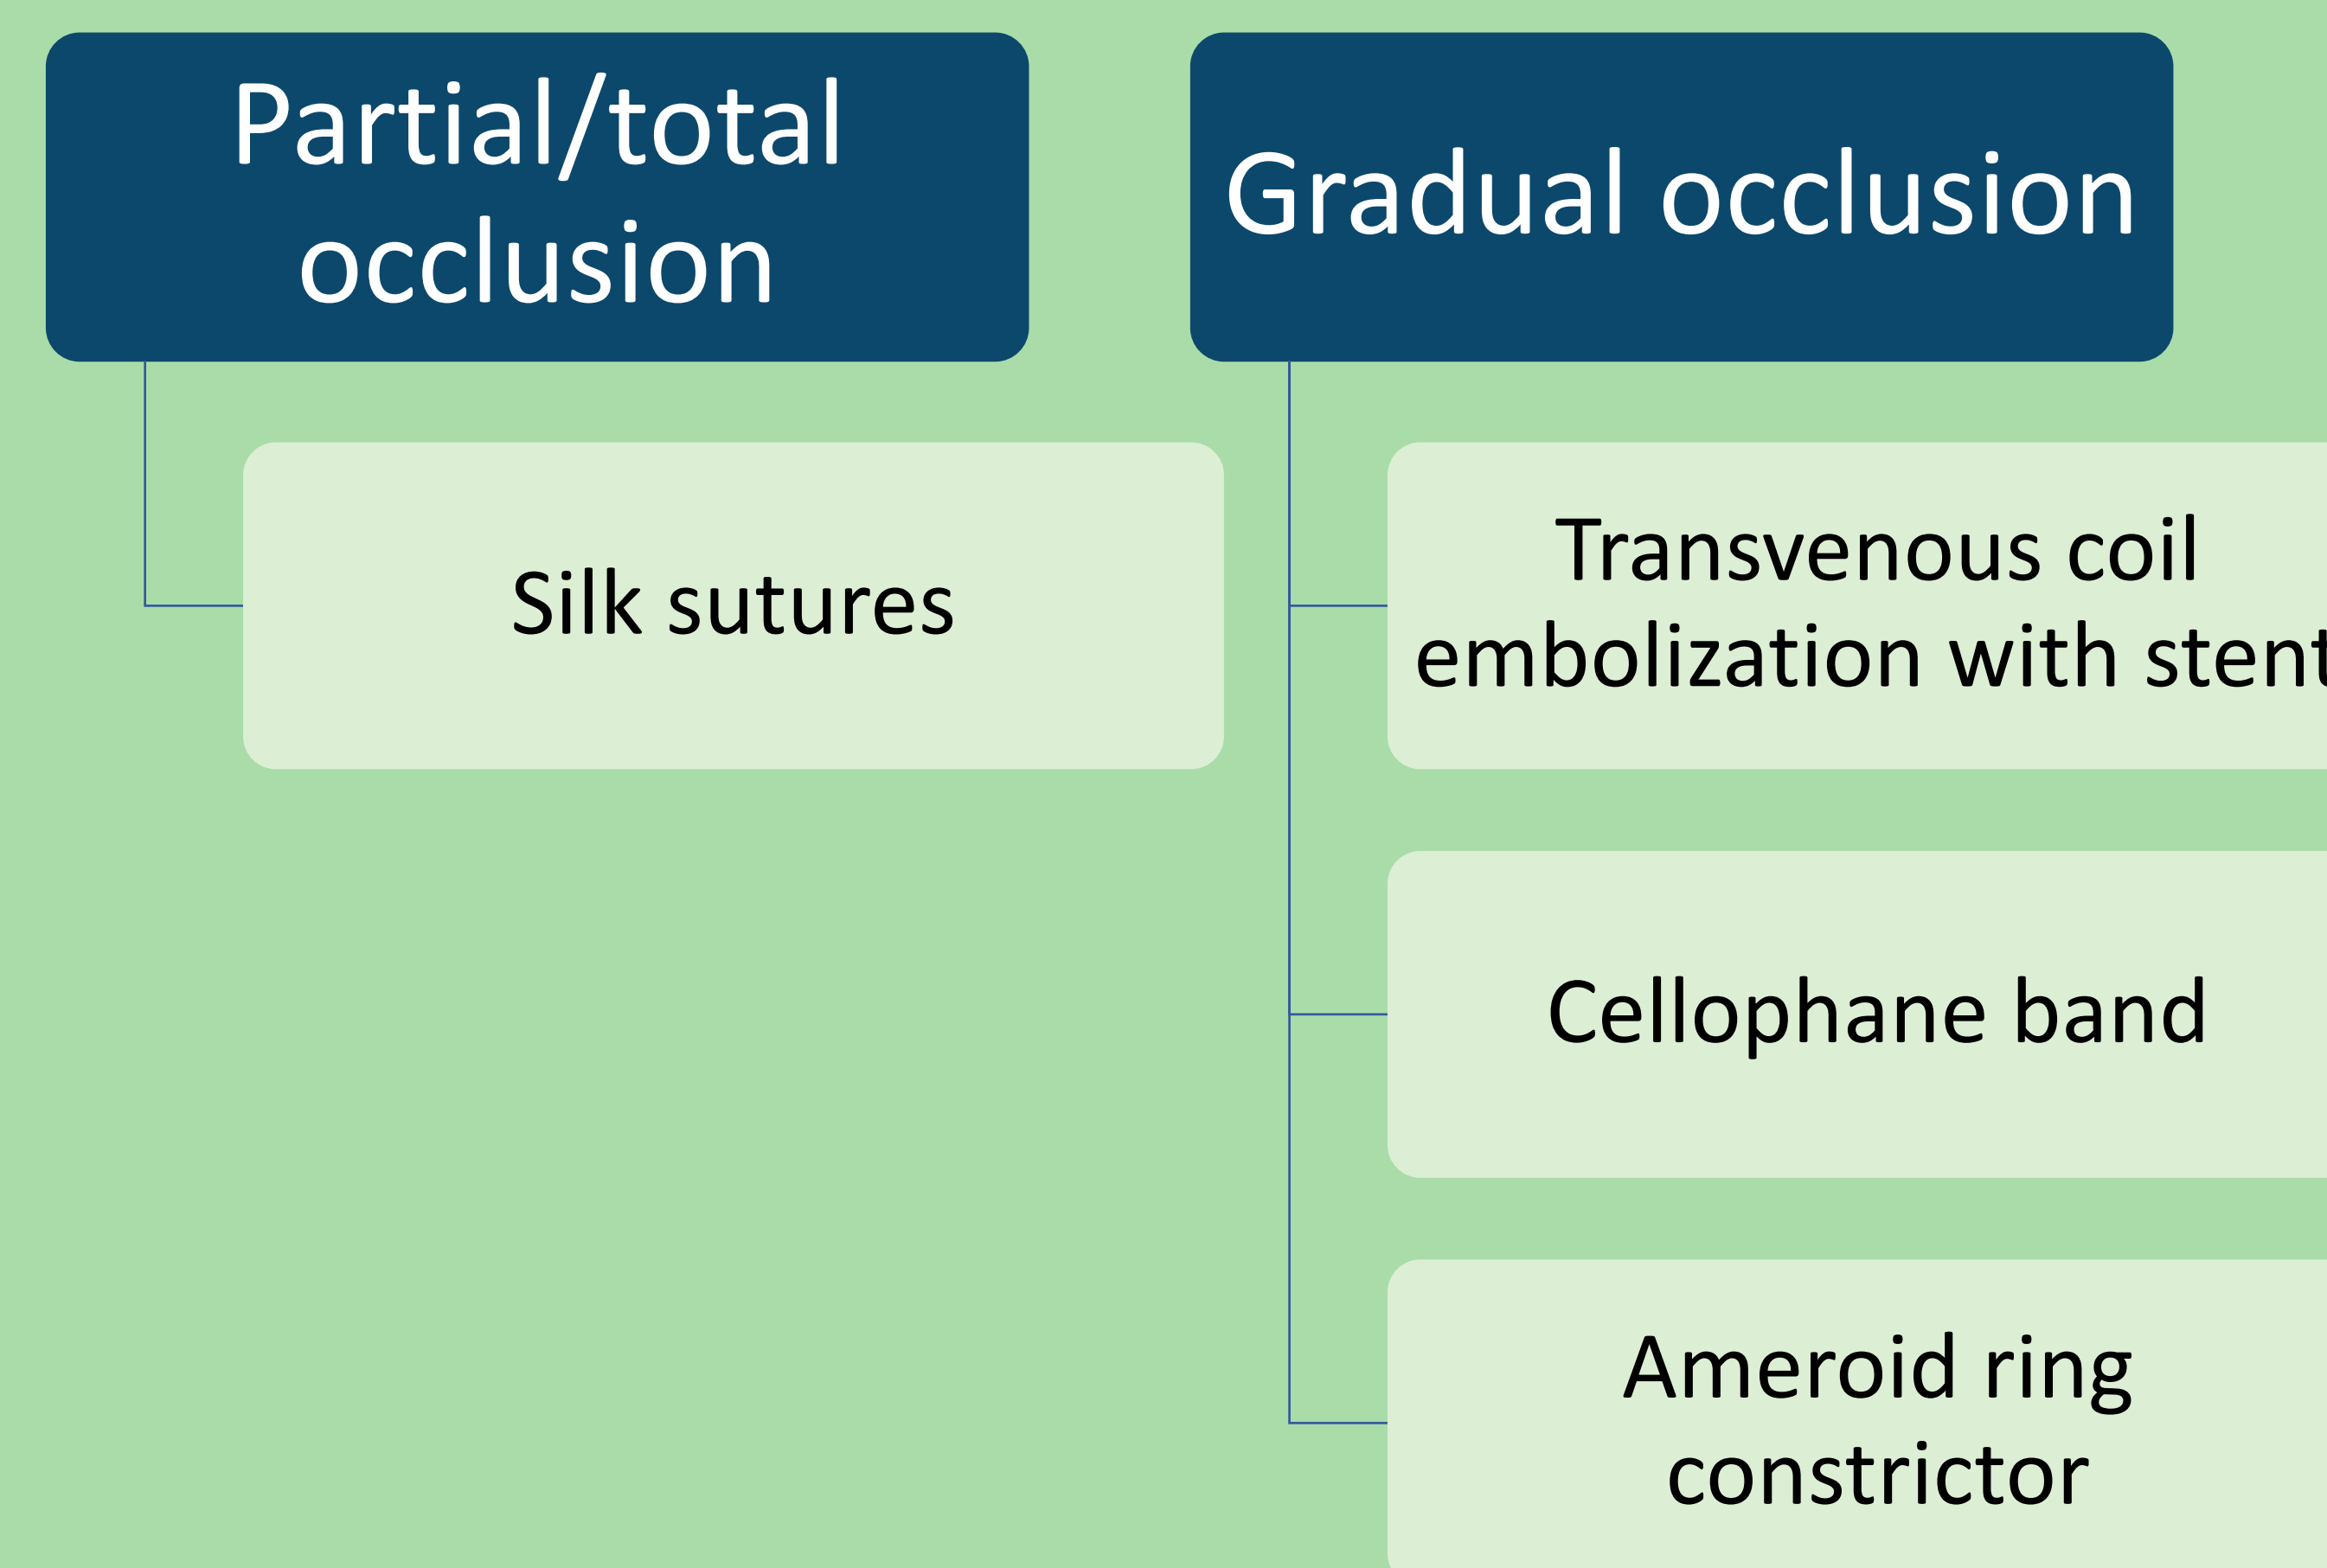 Partial/total
occlusion
Gradual occlusion
Silk sutures
Transvenous coil
embolization with stent
Cellophane band
Ameroid ring
constrictor